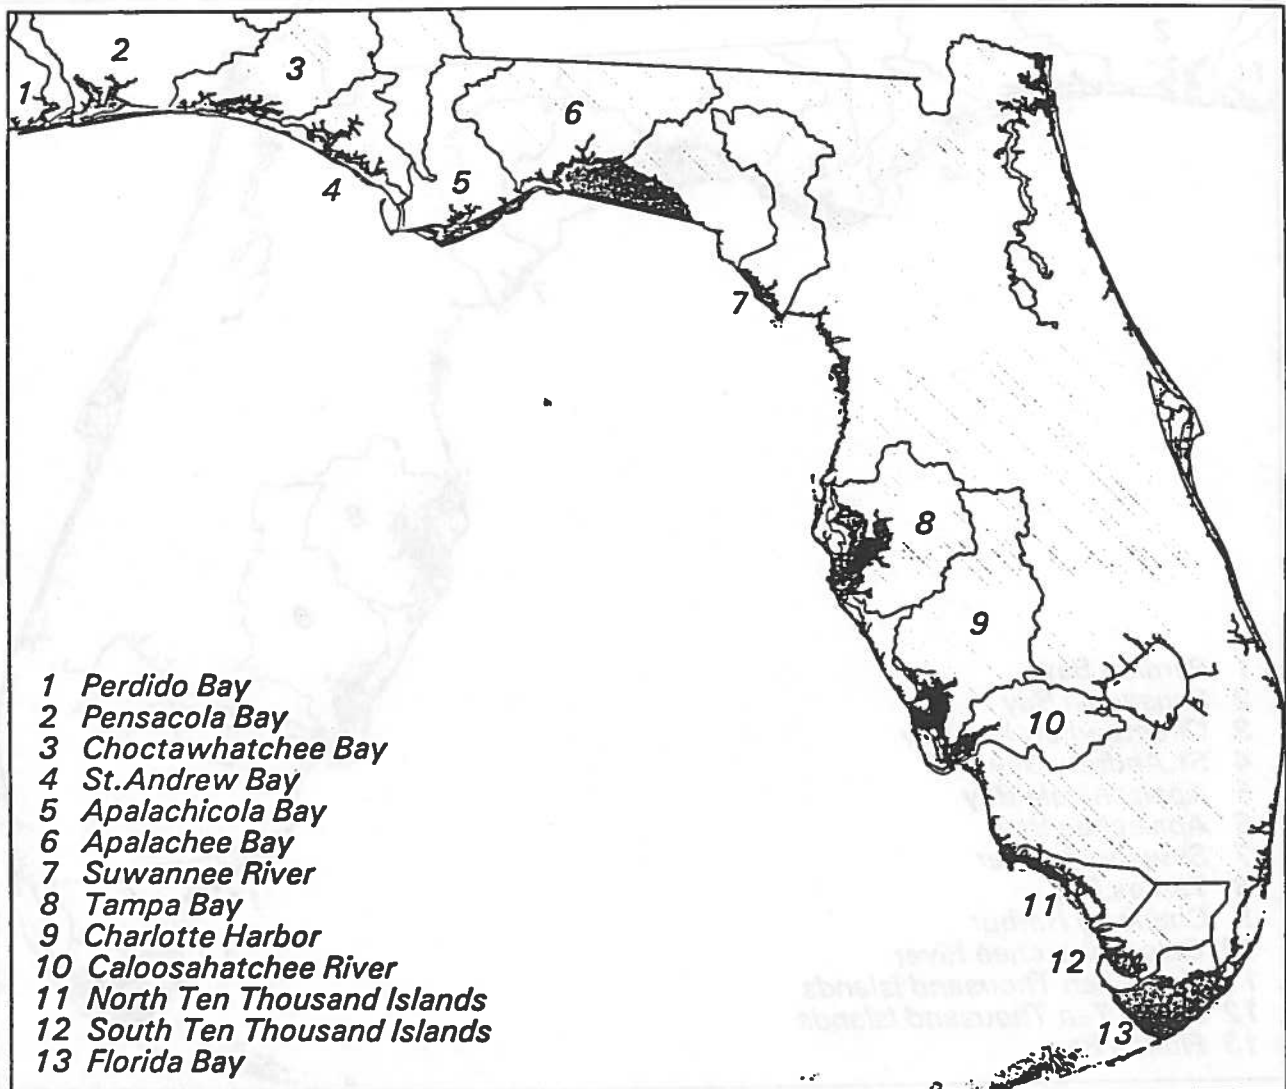 1
2
3
4
5
6
7
8
9
10
11
12
13
1 Perdido Bay
2 Pensacola Bay
3 Choctawhatchee Bay
4 St.Andrew Bay
5 Apalachicola Bay
6 Apalachee Bay
7 Suwannee River
8 Tampa Bay
9 Charlotte Harbor
10 Caloosahatchee River
11 North Ten Thousand Islands
12 South Ten Thousand Islands
13 Florida Bay